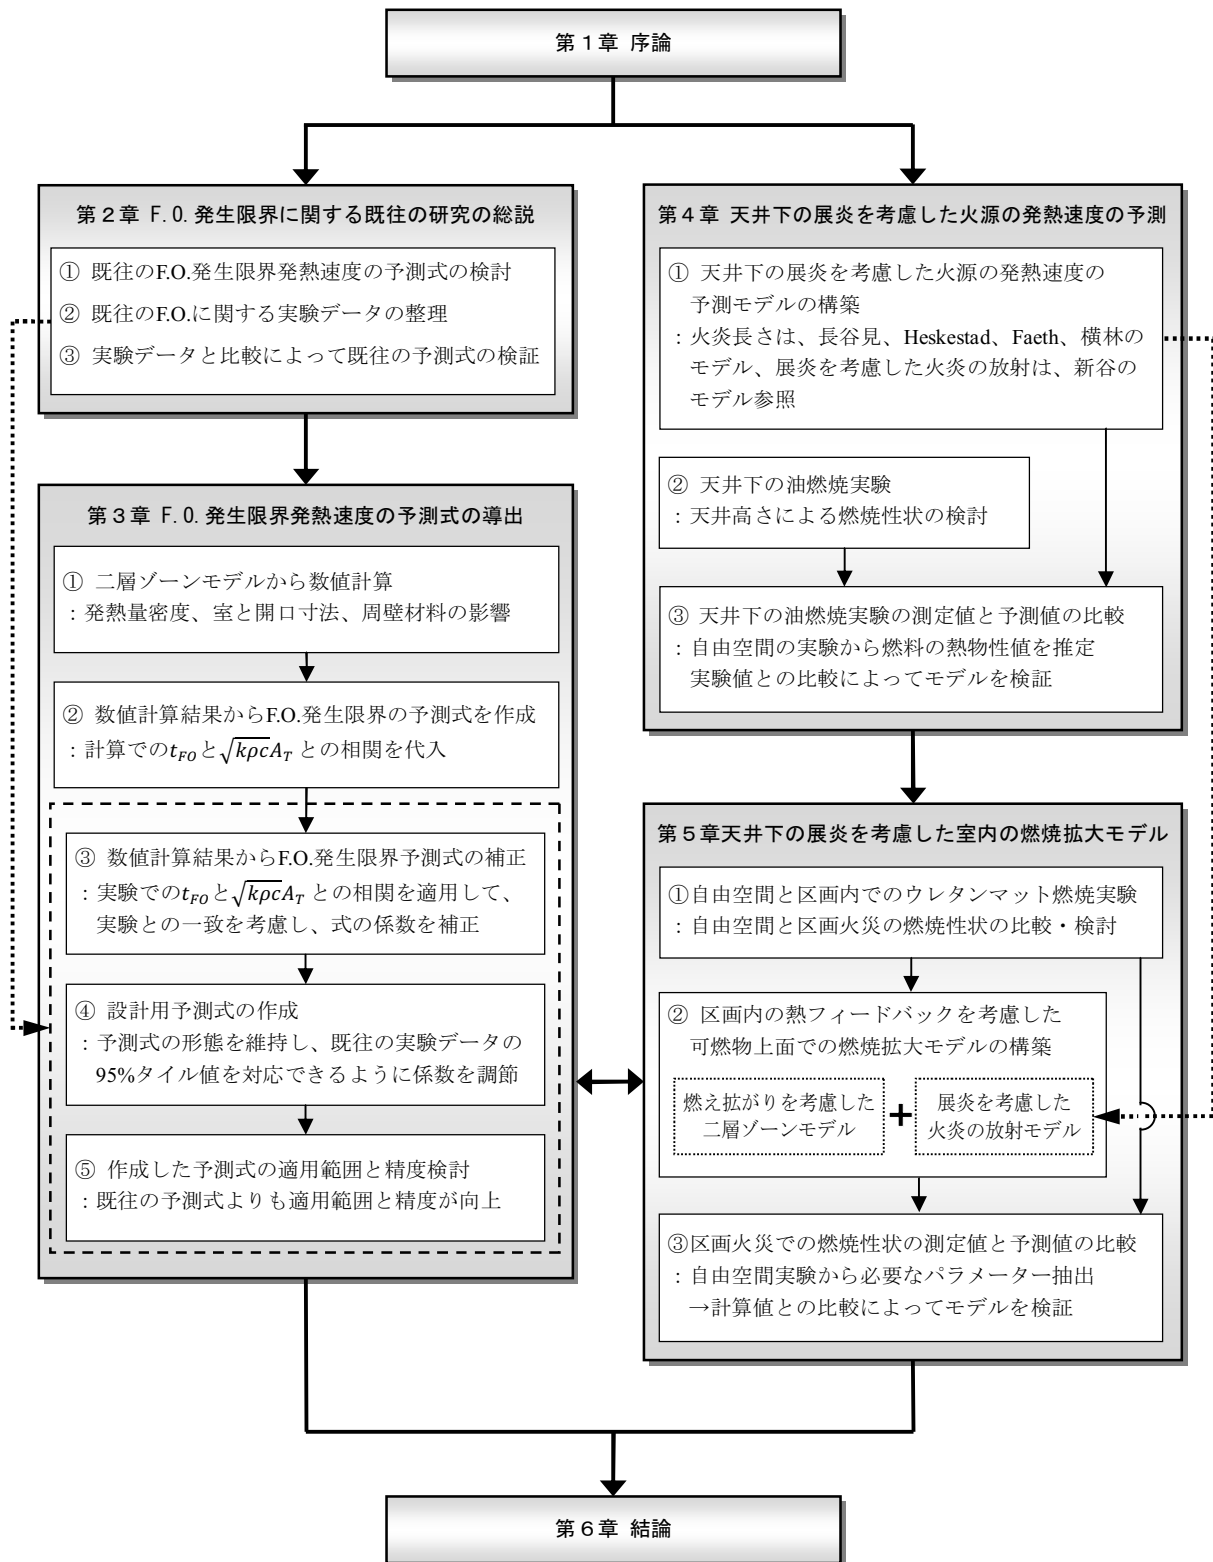 第1章 序論
第2章 F.O.発生限界に関する既往の研究の総説
① 既往のF.O.発生限界発熱速度の予測式の検討
② 既往のF.O.に関する実験データの整理
③ 実験データと比較によって既往の予測式の検証
第3章 F.O.発生限界発熱速度の予測式の導出
① 二層ゾーンモデルから数値計算
：発熱量密度、室と開口寸法、周壁材料の影響
② 数値計算結果からF.O.発生限界の予測式を作成
：計算での$t_{FO}$と$\sqrt{k\rho c}A_T$ との相関を代入
③ 数値計算結果からF.O.発生限界予測式の補正
：実験での$t_{FO}$と$\sqrt{k\rho c}A_T$ との相関を適用して、
実験との一致を考慮し、式の係数を補正
④ 設計用予測式の作成
：予測式の形態を維持し、既往の実験データの
95%タイル値を対応できるように係数を調節
⑤ 作成した予測式の適用範囲と精度検討
：既往の予測式よりも適用範囲と精度が向上
第4章 天井下の展炎を考慮した火源の発熱速度の予測
① 天井下の展炎を考慮した火源の発熱速度の
予測モデルの構築
：火炎長さは、長谷見、Heskestad、Faeth、横林の
モデル、展炎を考慮した火炎の放射は、新谷の
モデル参照
② 天井下の油燃焼実験
：天井高さによる燃焼性状の検討
③ 天井下の油燃焼実験の測定値と予測値の比較
：自由空間の実験から燃料の熱物性値を推定
実験値との比較によってモデルを検証
第5章天井下の展炎を考慮した室内の燃焼拡大モデル
①自由空間と区画内でのウレタンマット燃焼実験
：自由空間と区画火災の燃焼性状の比較・検討
② 区画内の熱フィードバックを考慮した
可燃物上面での燃焼拡大モデルの構築
燃え拡がりを考慮した
二層ゾーンモデル
+
展炎を考慮した
火炎の放射モデル
③区画火災での燃焼性状の測定値と予測値の比較
：自由空間実験から必要なパラメーター抽出
→計算値との比較によってモデルを検証
第6章 結論